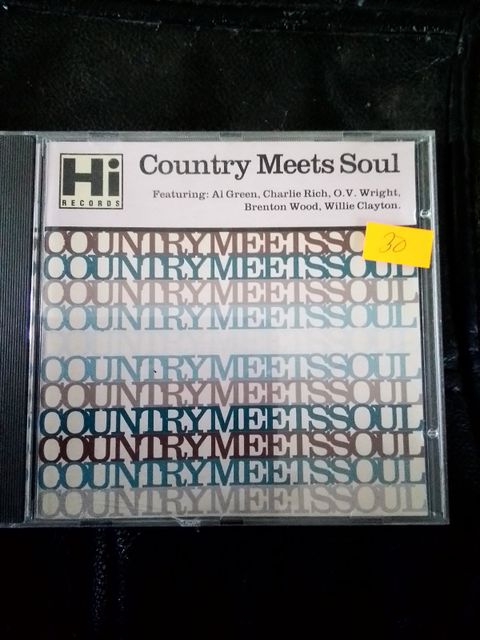 Hi
RECORDS
Country Meets Soul
Featuring: Al Green, Charlie Rich, O.V. Wright,
Brenton Wood, Willie Clayton.
30
COUNTRYMEETSSO
COUNTRYMEETSSOUL
COUNTRYMEETSSOUL
COUNTRYMEETSSOUL
COUNTRYMEETSSOUL
COUNTRYMEETSSOUL
COUNTRYMEETSSOUL
COUNTRYMEETSSOUL
COUNTRYMEETSSOUL
COUNTRYMEETSSOUL